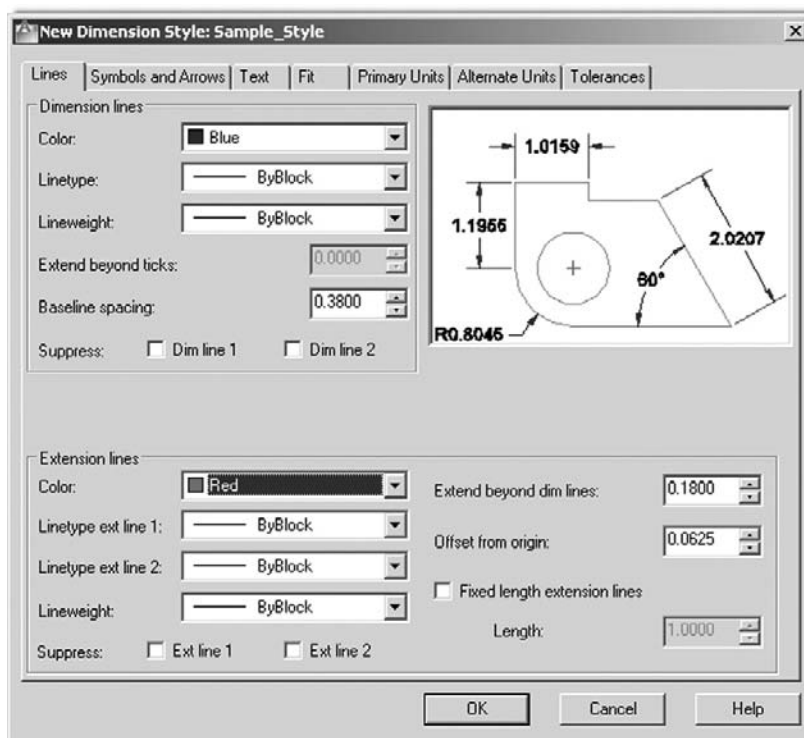 New Dimension Style: Sample_Style
Lines
Symbols and Arrows
Text
Fit
Primary Units
Alternate Units
Tolerances
Dimension lines
Color:
Blue
Linetype:
ByBlock
Lineweight:
ByBlock
Extend beyond ticks:
0.0000
Baseline spacing:
0.3800
Suppress:
Dim line 1
Dim line 2
1.0159
1.1955
2.0207
60°
R0.8045
Extension lines
Color:
Red
Linetype ext line 1:
ByBlock
Linetype ext line 2:
ByBlock
Lineweight:
ByBlock
Suppress:
Ext line 1
Ext line 2
Extend beyond dim lines:
0.1800
Offset from origin:
0.0625
Fixed length extension lines
Length:
1.0000
OK
Cancel
Help